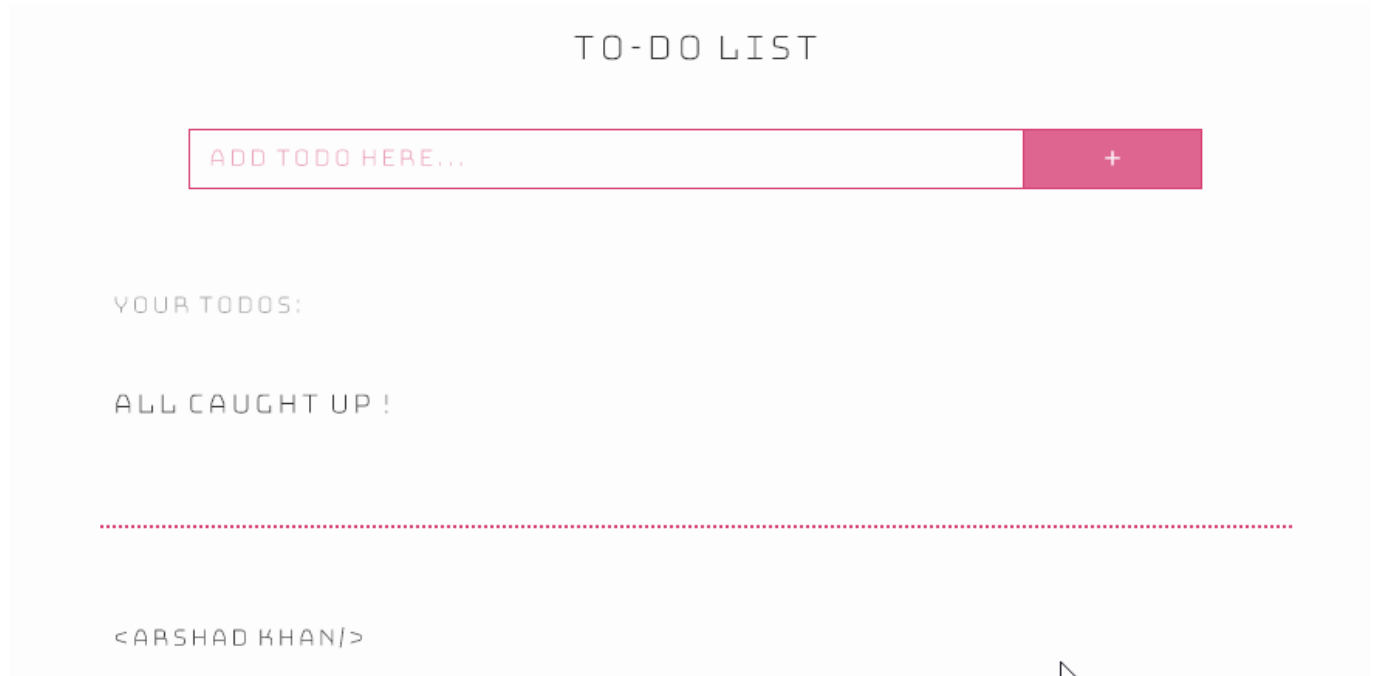 TO-DO LIST
ADD TODO HERE...
+
YOUR TODOS:
ALL CAUGHT UP !
<ARSHAD KHAN/>